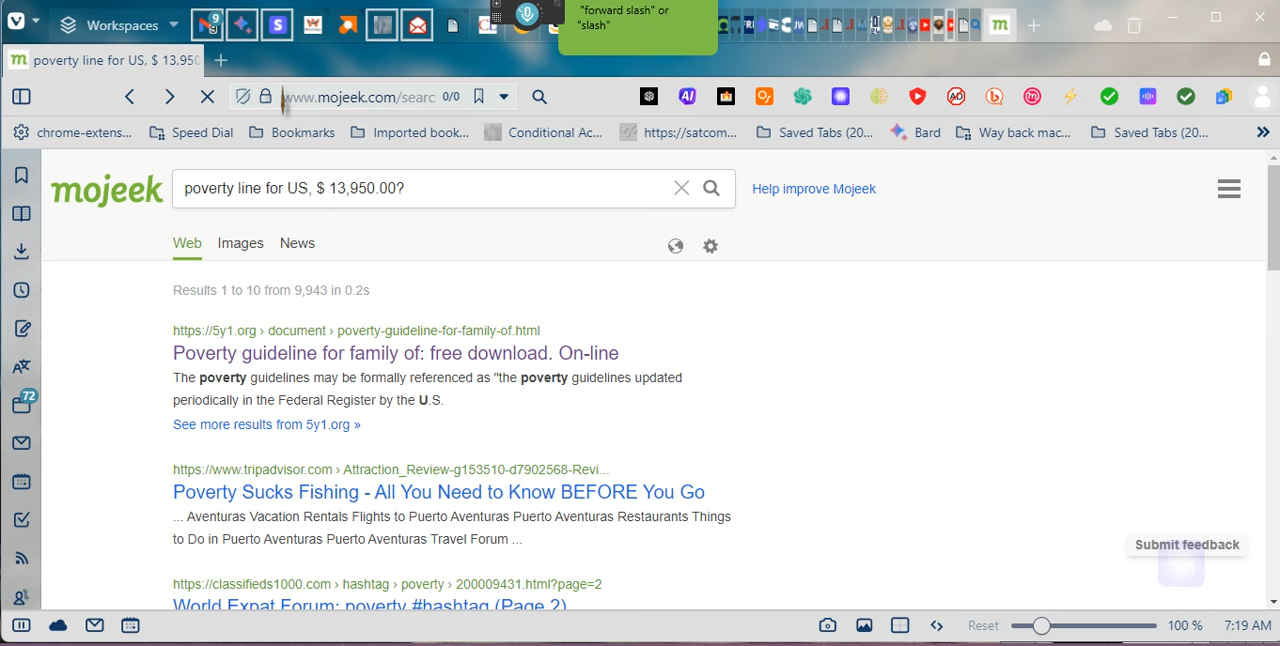 "forward slash" or
"slash"
9
Workspaces
poverty line for US, $ 13,950
www.mojeek.com/searc 0/0
chrome-extens...
Speed Dial
Bookmarks
Imported book...
Conditional Ac...
https://satcom...
Saved Tabs (20...
Bard
Way back mac...
Saved Tabs (20...
mojeek
poverty line for US, $ 13,950.00?
Help improve Mojeek
Web Images News
Results 1 to 10 from 9,943 in 0.2s
https://5y1.org › document › poverty-guideline-for-family-of.html
Poverty guideline for family of: free download. On-line
The poverty guidelines may be formally referenced as "the poverty guidelines updated
periodically in the Federal Register by the U.S.
See more results from 5y1.org »
https://www.tripadvisor.com › Attraction_Review-g153510-d7902568-Revi...
Poverty Sucks Fishing - All You Need to Know BEFORE You Go
... Aventuras Vacation Rentals Flights to Puerto Aventuras Puerto Aventuras Restaurants Things
to Do in Puerto Aventuras Puerto Aventuras Travel Forum ...
https://classifieds1000.com › hashtag › poverty › 200009431.html?page=2
World Expat Forum: poverty #hashtag (Page 2)
72
Submit feedback
Reset
100 %
7:19 AM